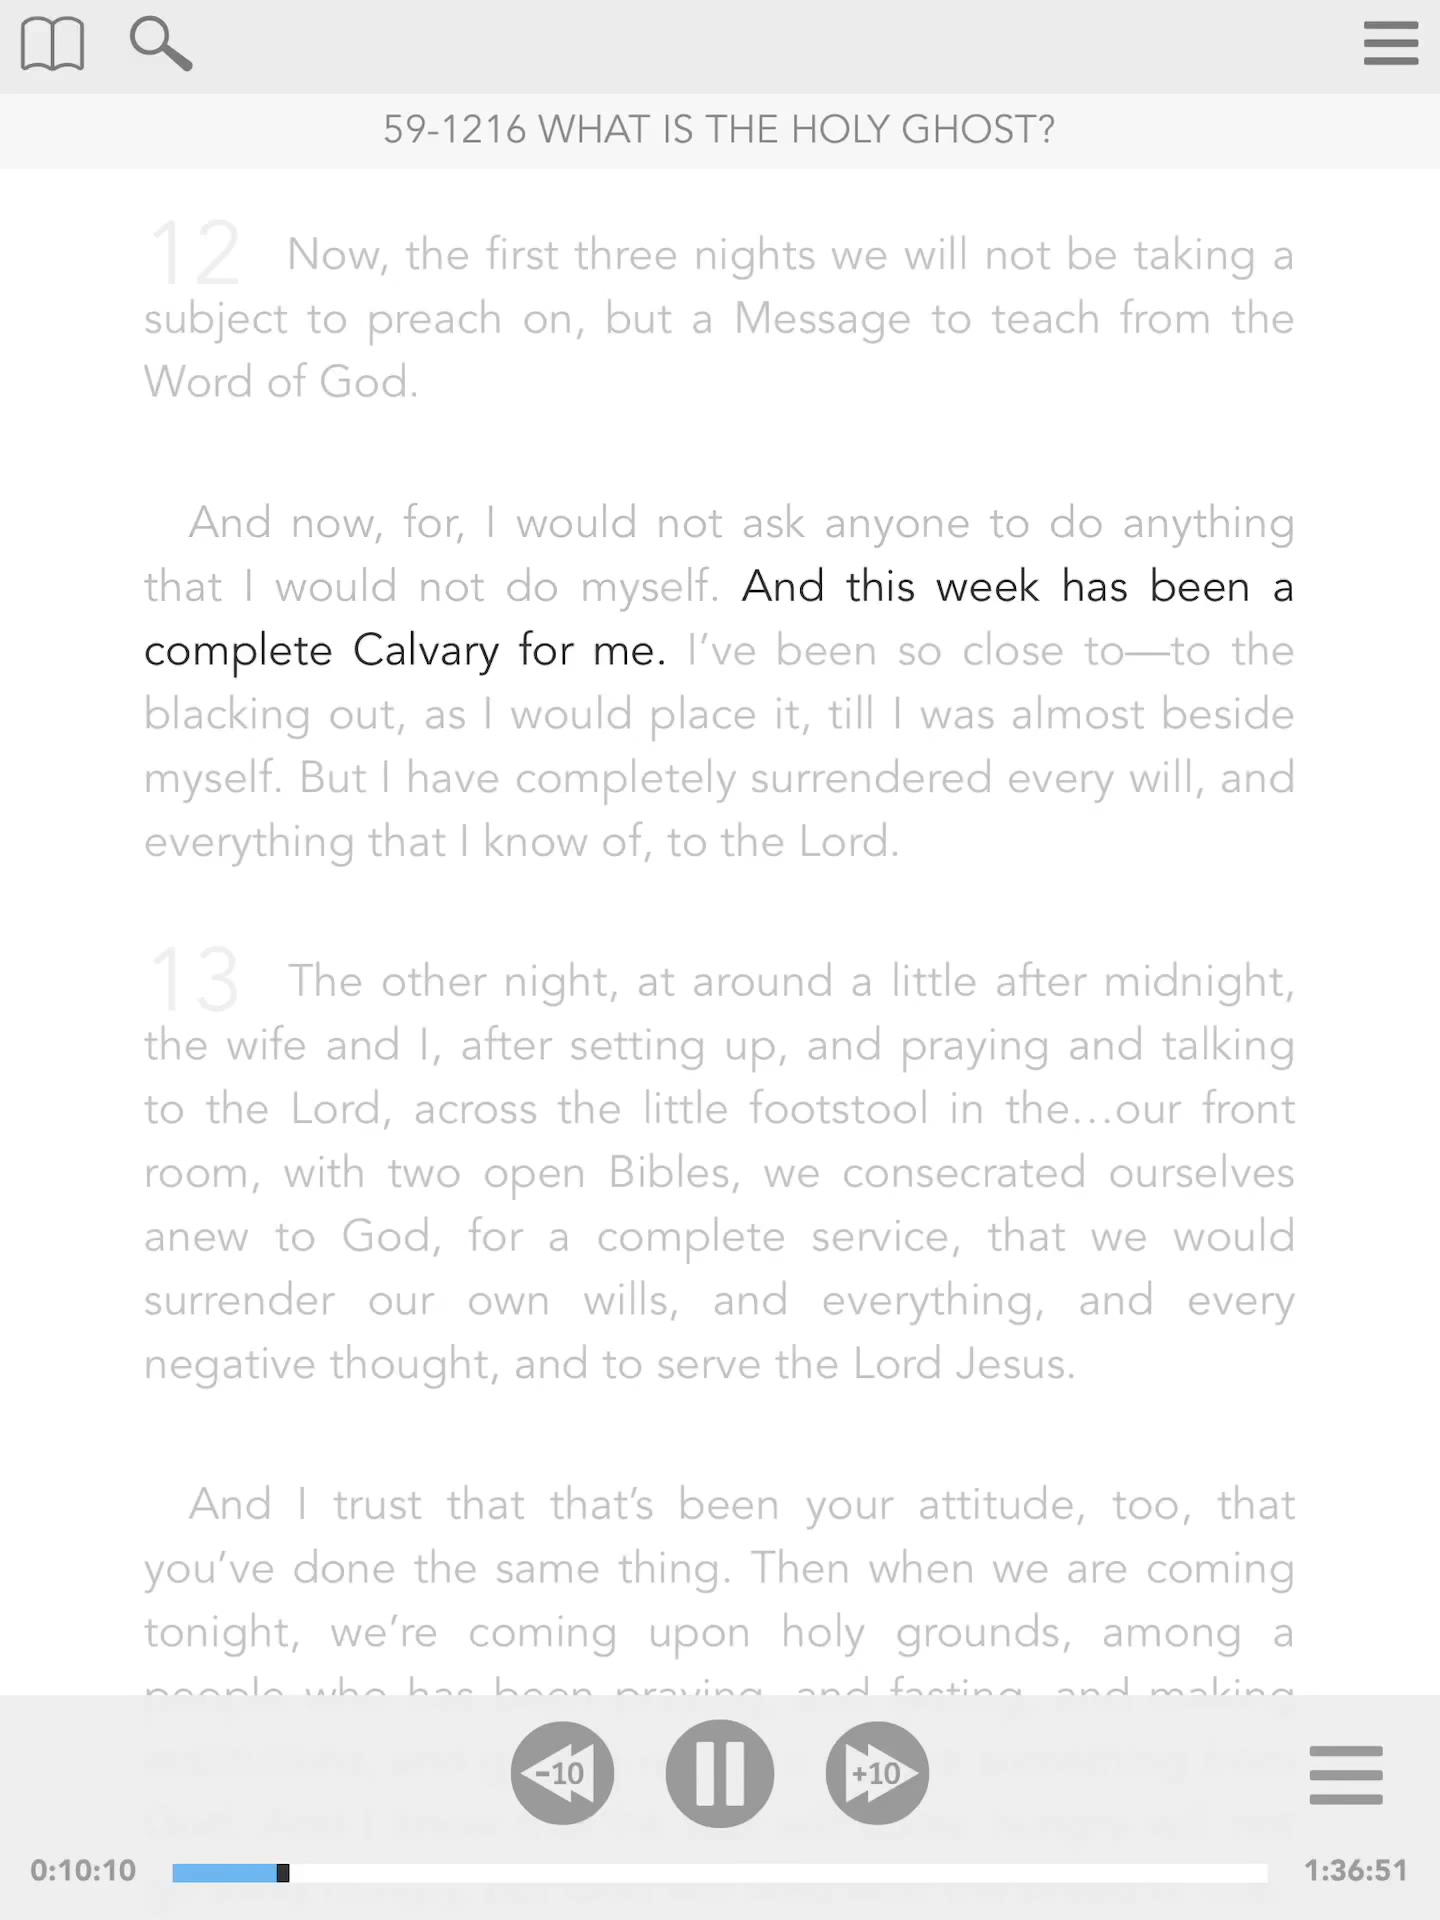 59-1216 WHAT IS THE HOLY GHOST?
12 Now, the first three nights we will not be taking a
subject to preach on, but a Message to teach from the
Word of God.
And now, for, I would not ask anyone to do anything
that I would not do myself. And this week has been a
complete Calvary for me. I’ve been so close to—to the
blacking out, as I would place it, till I was almost beside
myself. But I have completely surrendered every will, and
everything that I know of, to the Lord.
13 The other night, at around a little after midnight,
the wife and I, after setting up, and praying and talking
to the Lord, across the little footstool in the…our front
room, with two open Bibles, we consecrated ourselves
anew to God, for a complete service, that we would
surrender our own wills, and everything, and every
negative thought, and to serve the Lord Jesus.
And I trust that that’s been your attitude, too, that
you’ve done the same thing. Then when we are coming
tonight, we’re coming upon holy grounds, among a
people who has been praying, and fasting, and making
-10 +10
0:10:10 1:36:51